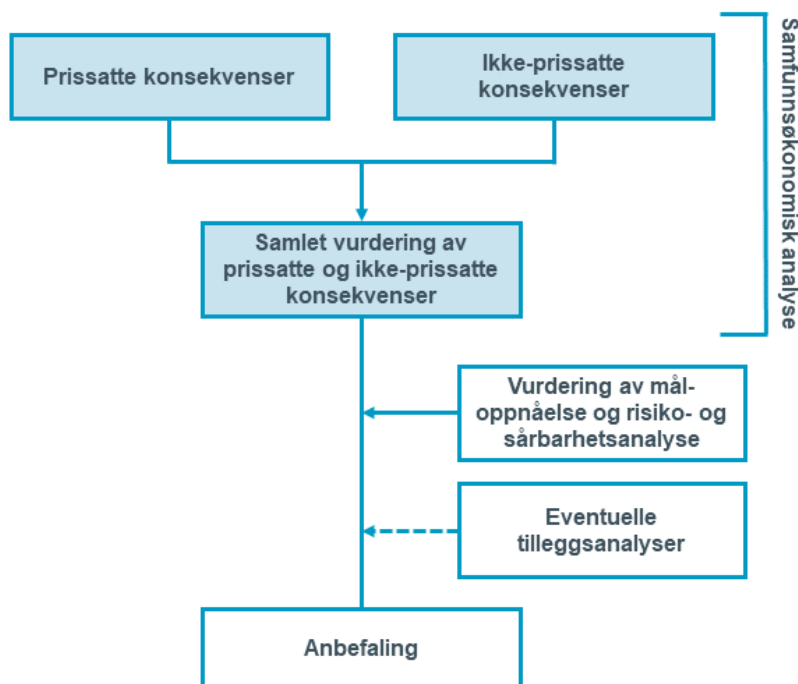 Prissatte konsekvenser
Ikke-prissatte
konsekvenser
Samfunnsøkonomisk analyse
Samlet vurdering av
prissatte og ikke-prissatte
konsekvenser
Vurdering av mål-
oppnåelse og risiko- og
sårbarhetsanalyse
Eventuelle
tilleggsanalyser
Anbefaling